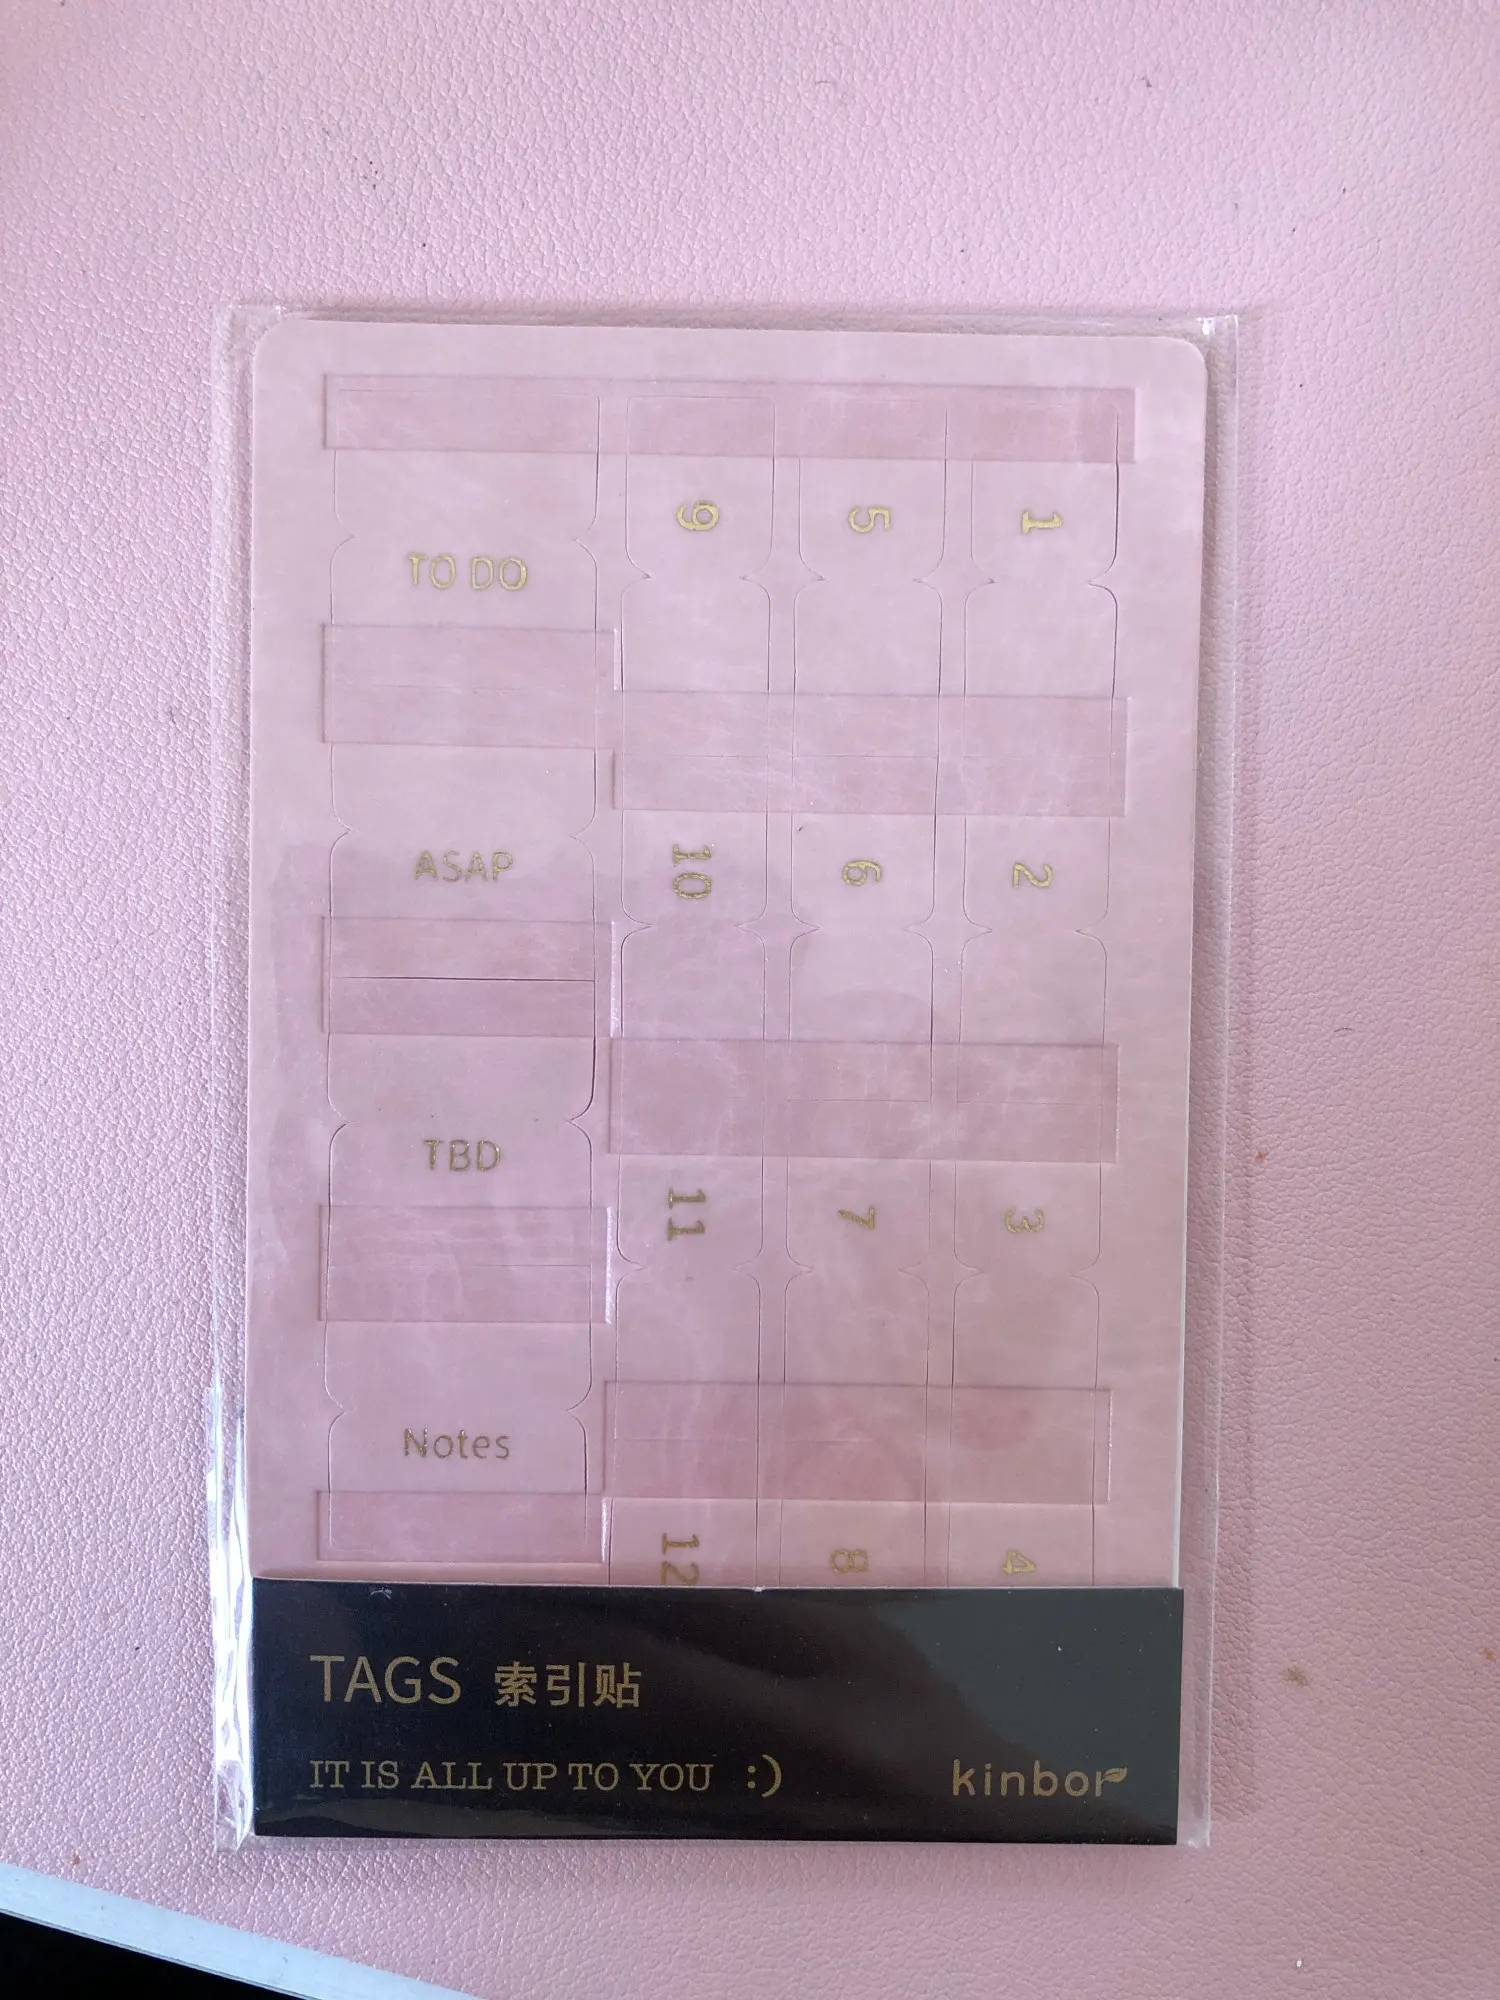 TO DO
9 5 1
ASAP
10 6 2
TBD
11 7 3
Notes
12 8 4
TAGS 索引贴
IT IS ALL UP TO YOU :)
kinbor